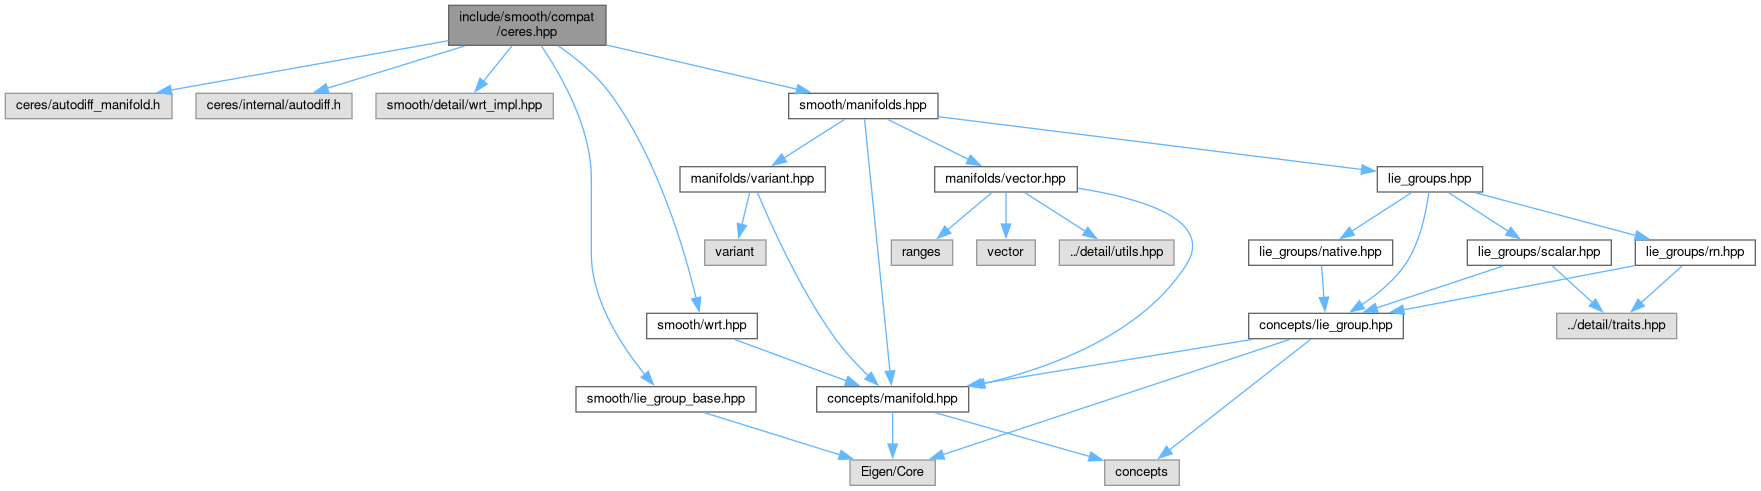 include/smooth/compat
/ceres.hpp
ceres/autodiff_manifold.h
ceres/internal/autodiff.h
smooth/detail/wrt_impl.hpp
smooth/manifolds.hpp
manifolds/variant.hpp
manifolds/vector.hpp
lie_groups.hpp
variant
ranges
vector
../detail/utils.hpp
lie_groups/native.hpp
lie_groups/scalar.hpp
lie_groups/rn.hpp
smooth/wrt.hpp
concepts/lie_group.hpp
../detail/traits.hpp
smooth/lie_group_base.hpp
concepts/manifold.hpp
Eigen/Core
concepts